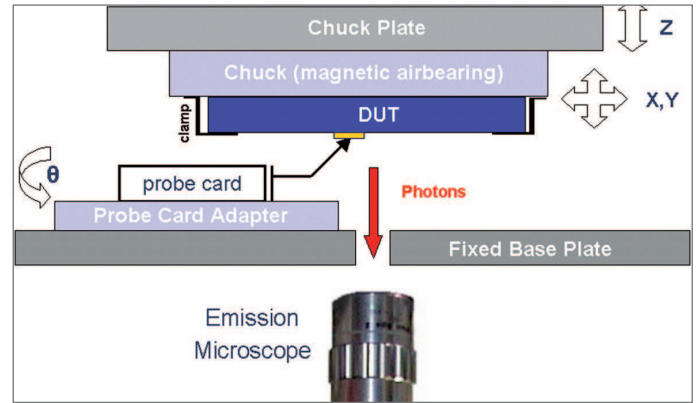 Chuck Plate
Z
Chuck (magnetic airbearing)
X,Y
clamp
DUT
θ
probe card
Photons
Probe Card Adapter
Fixed Base Plate
Emission
Microscope